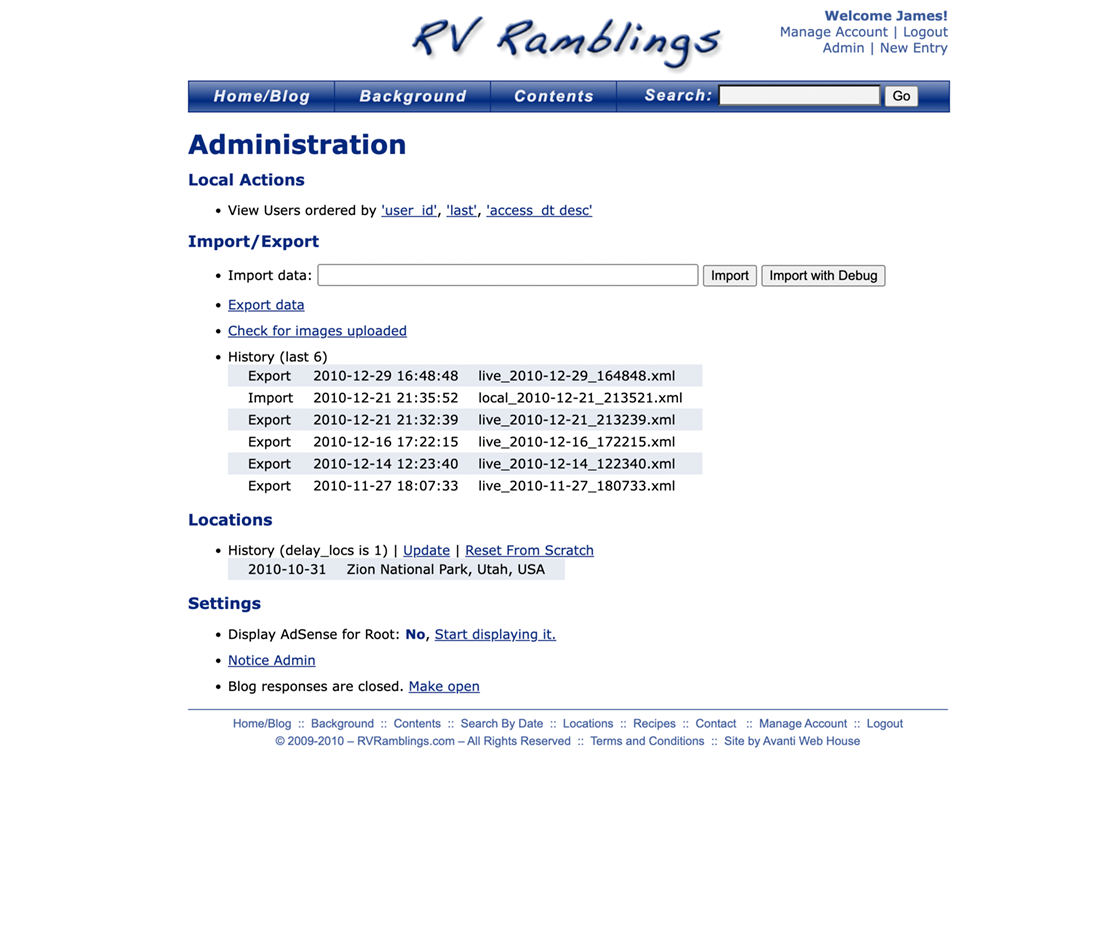 RV Ramblings
Welcome James!
Manage Account | Logout
Admin | New Entry
Home/Blog Background Contents Search: Go
Administration
Local Actions
• View Users ordered by 'user_id', 'last', 'access_dt desc'
Import/Export
• Import data: Import Import with Debug
• Export data
• Check for images uploaded
• History (last 6)
Export 2010-12-29 16:48:48 live_2010-12-29_164848.xml
Import 2010-12-21 21:35:52 local_2010-12-21_213521.xml
Export 2010-12-21 21:32:39 live_2010-12-21_213239.xml
Export 2010-12-16 17:22:15 live_2010-12-16_172215.xml
Export 2010-12-14 12:23:40 live_2010-12-14_122340.xml
Export 2010-11-27 18:07:33 live_2010-11-27_180733.xml
Locations
• History (delay_locs is 1) | Update | Reset From Scratch
2010-10-31 Zion National Park, Utah, USA
Settings
• Display AdSense for Root: No, Start displaying it.
• Notice Admin
• Blog responses are closed. Make open
Home/Blog :: Background :: Contents :: Search By Date :: Locations :: Recipes :: Contact :: Manage Account :: Logout
© 2009-2010 – RVRamblings.com – All Rights Reserved :: Terms and Conditions :: Site by Avanti Web House